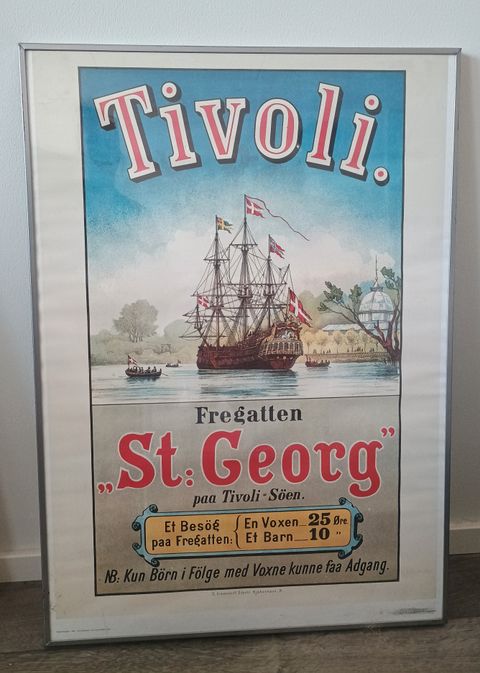 Tivoli.
Fregatten
„St: Georg”
paa Tivoli-Söen.
Et Besög paa Fregatten: { En Voxen 25 Øre.
Et Barn 10 "
NB: Kun Börn i Fölge med Voxne kunne faa Adgang.